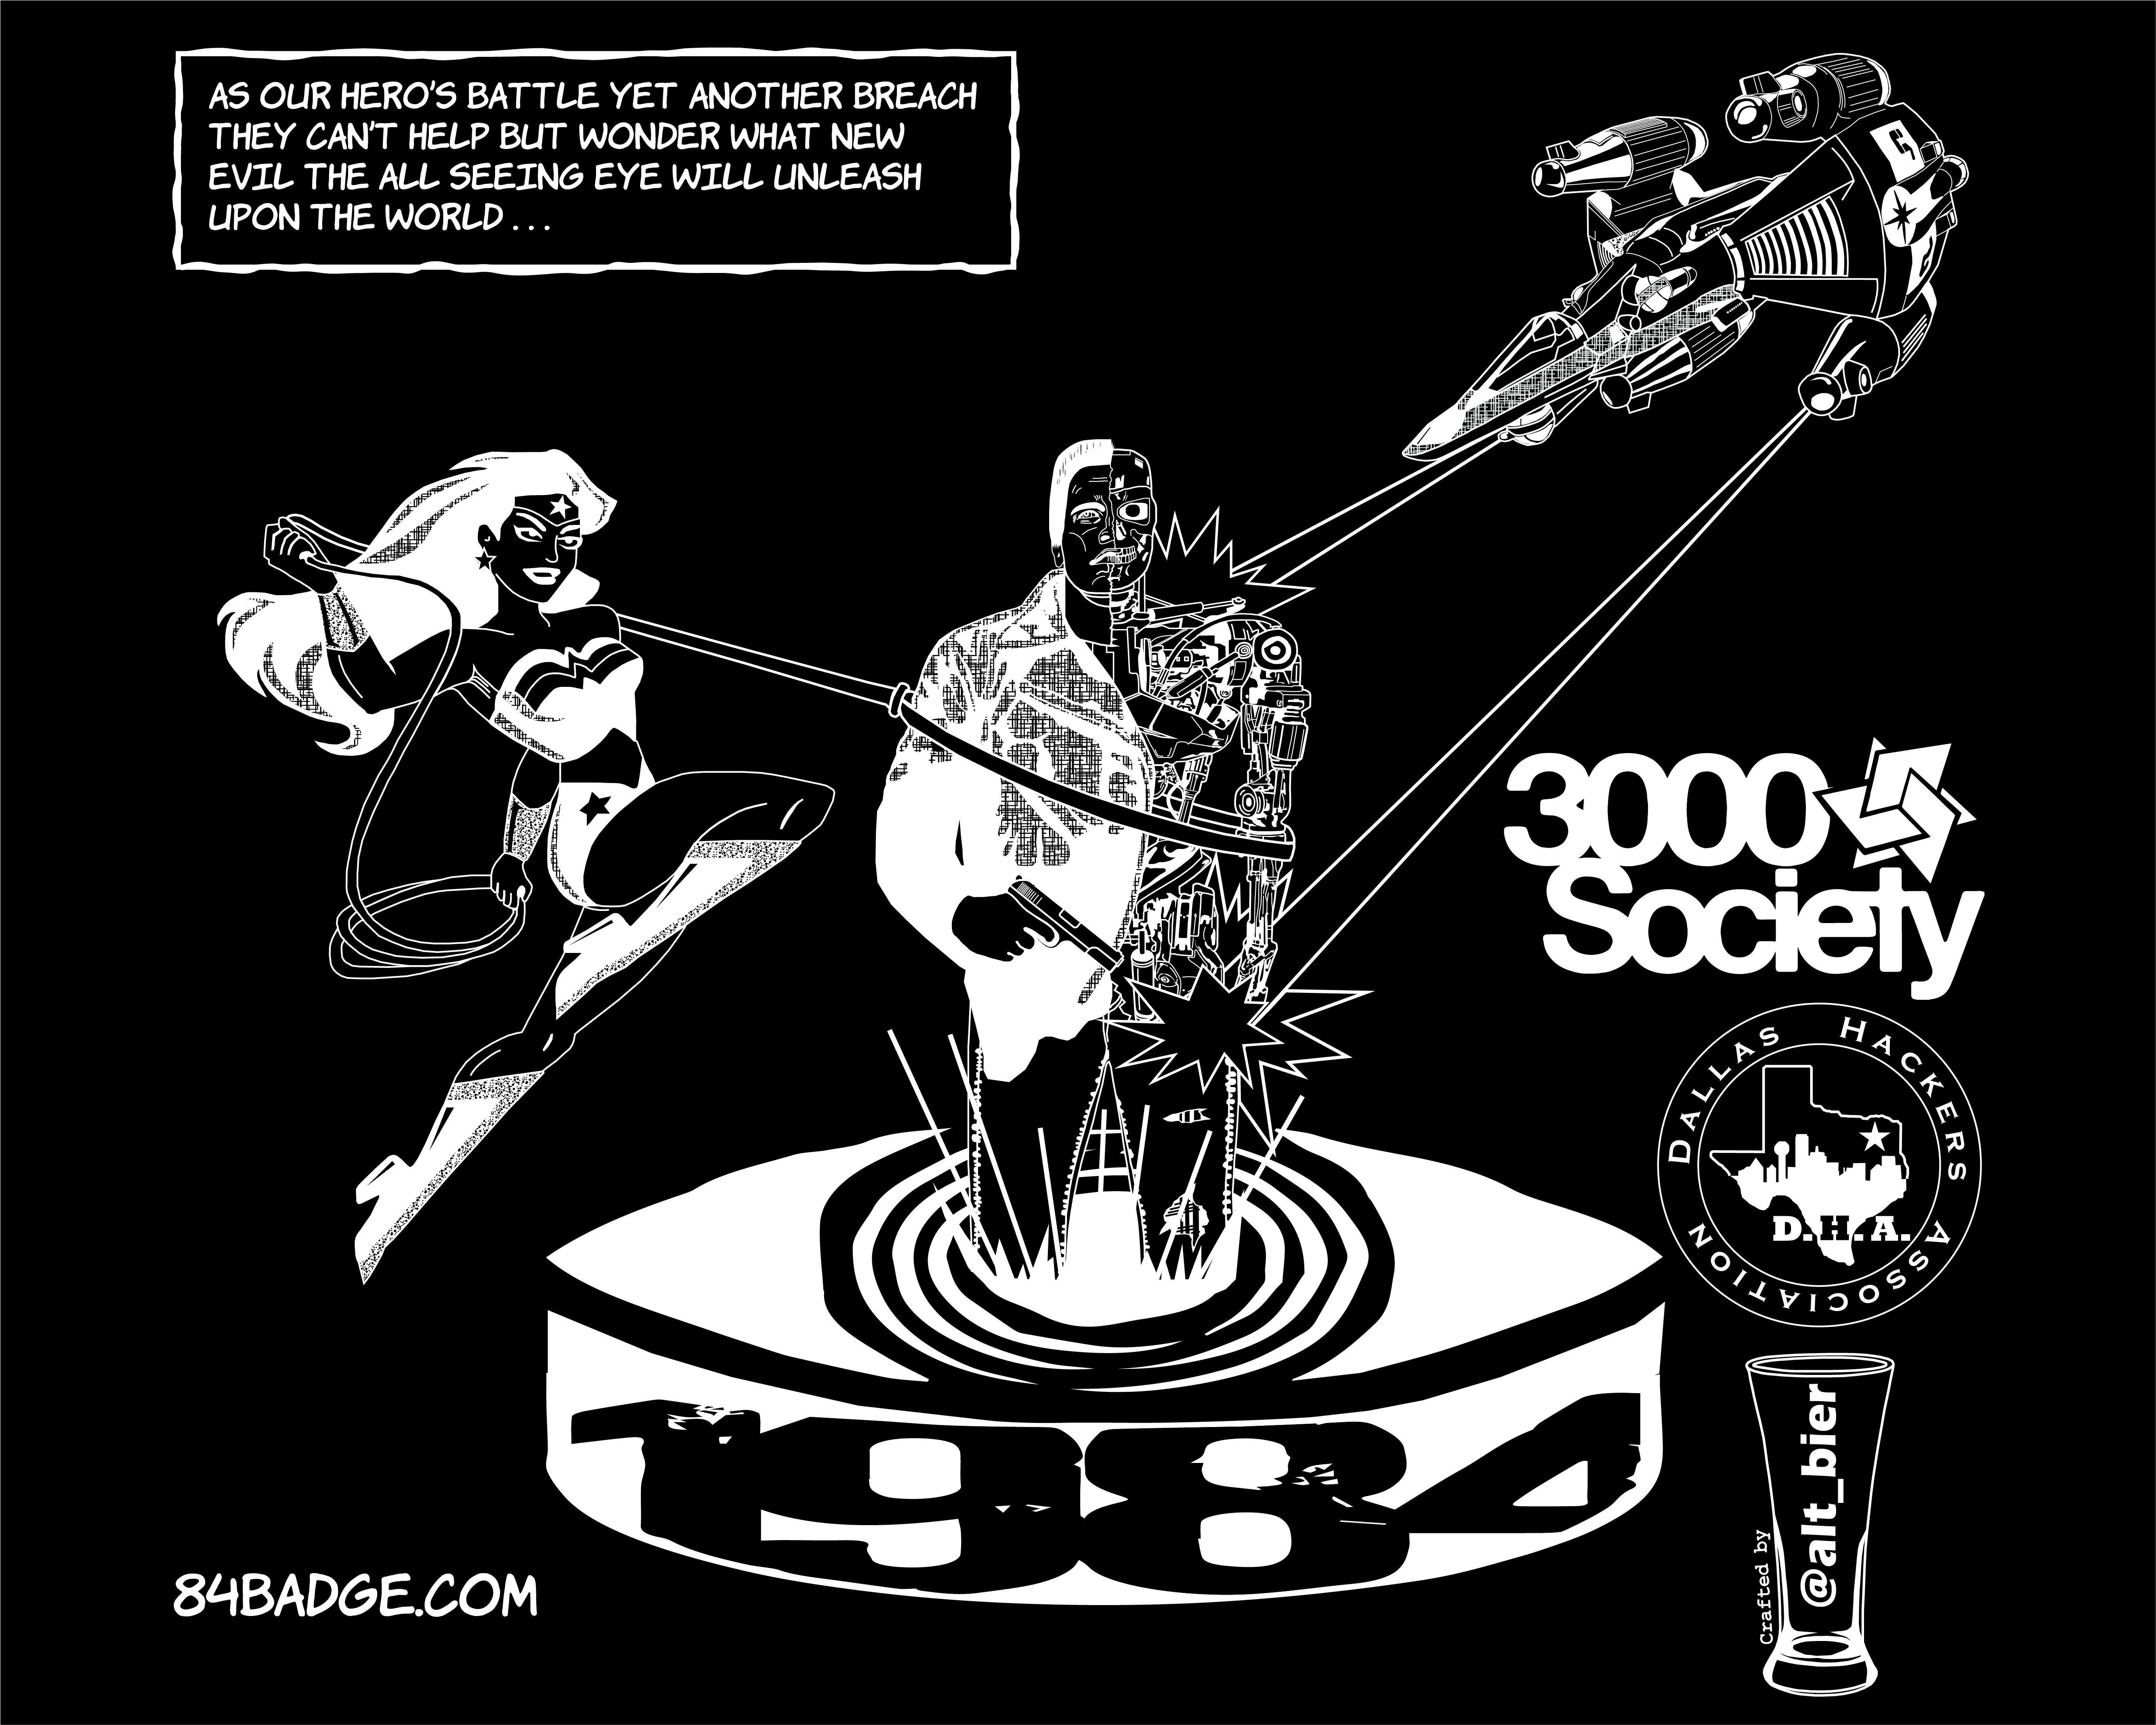 AS OUR HERO'S BATTLE YET ANOTHER BREACH
THEY CAN'T HELP BUT WONDER WHAT NEW
EVIL THE ALL SEEING EYE WILL UNLEASH
UPON THE WORLD . . .
3000
Society
DALLAS HACKERS ASSOCIATION
D.H.A.
1984
Crafted by
@alt_bier
84BADGE.COM